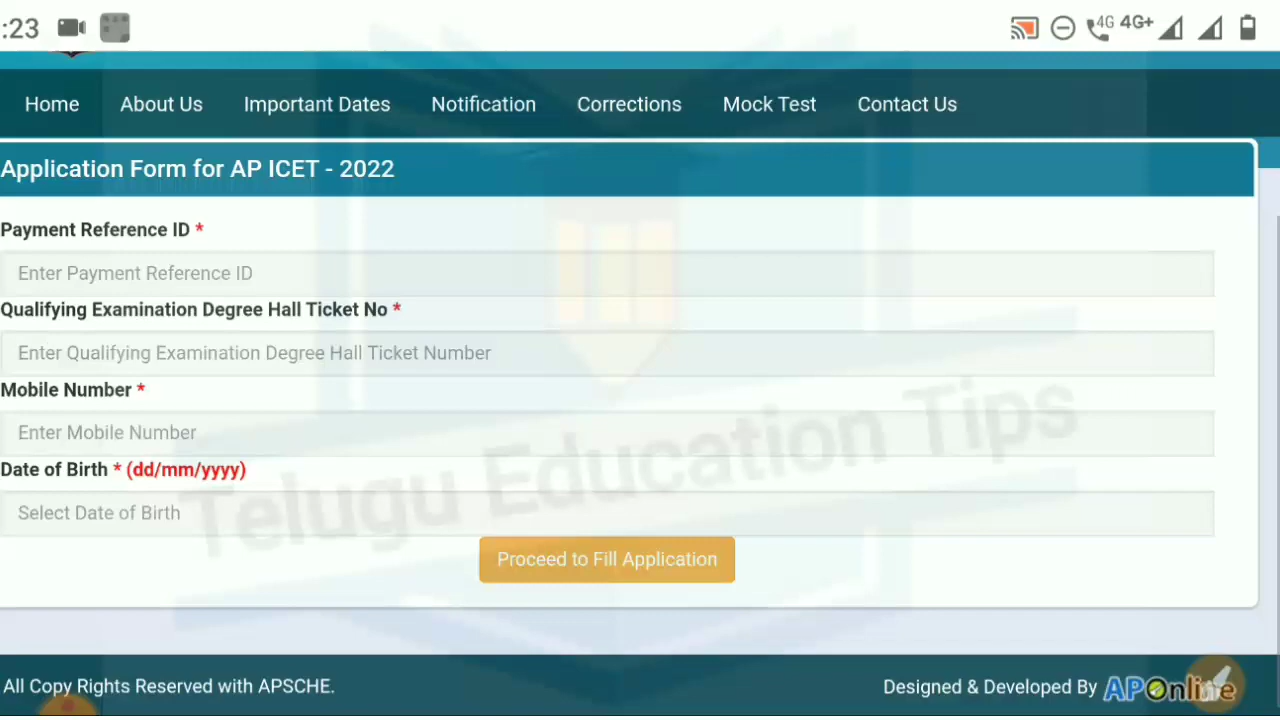 :23 4G 4G+
Home About Us Important Dates Notification Corrections Mock Test Contact Us
Application Form for AP ICET - 2022
Payment Reference ID *
Enter Payment Reference ID
Qualifying Examination Degree Hall Ticket No *
Enter Qualifying Examination Degree Hall Ticket Number
Mobile Number *
Enter Mobile Number
Date of Birth * (dd/mm/yyyy)
Select Date of Birth
Telugu Education Tips
Proceed to Fill Application
All Copy Rights Reserved with APSCHE. Designed & Developed By APOnline